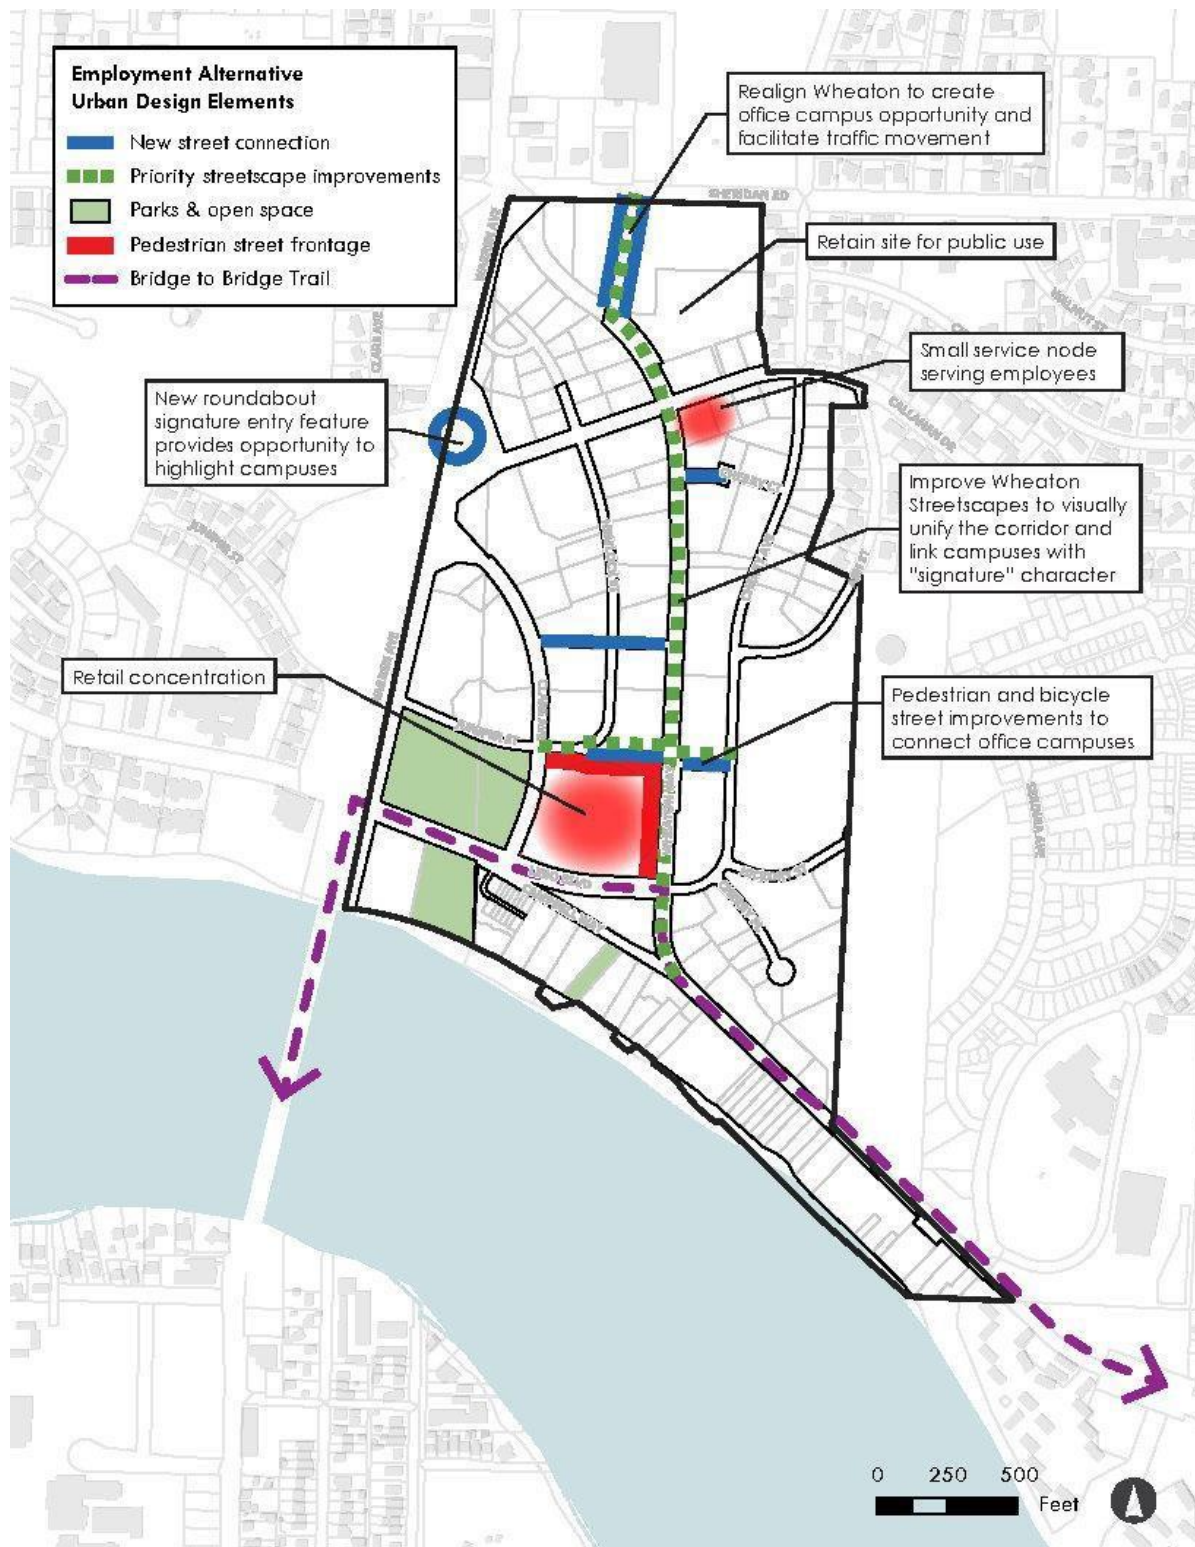 Employment Alternative
Urban Design Elements
New street connection
Priority streetscape improvements
Parks & open space
Pedestrian street frontage
Bridge to Bridge Trail
Realign Wheaton to create
office campus opportunity and
facilitate traffic movement
SHERIDAN RD
Retain site for public use
Small service node
serving employees
CALLAHAN DR
New roundabout
signature entry feature
provides opportunity to
highlight campuses
Improve Wheaton
Streetscapes to visually
unify the corridor and
link campuses with
"signature" character
Retail concentration
Pedestrian and bicycle
street improvements to
connect office campuses
0 250 500
Feet